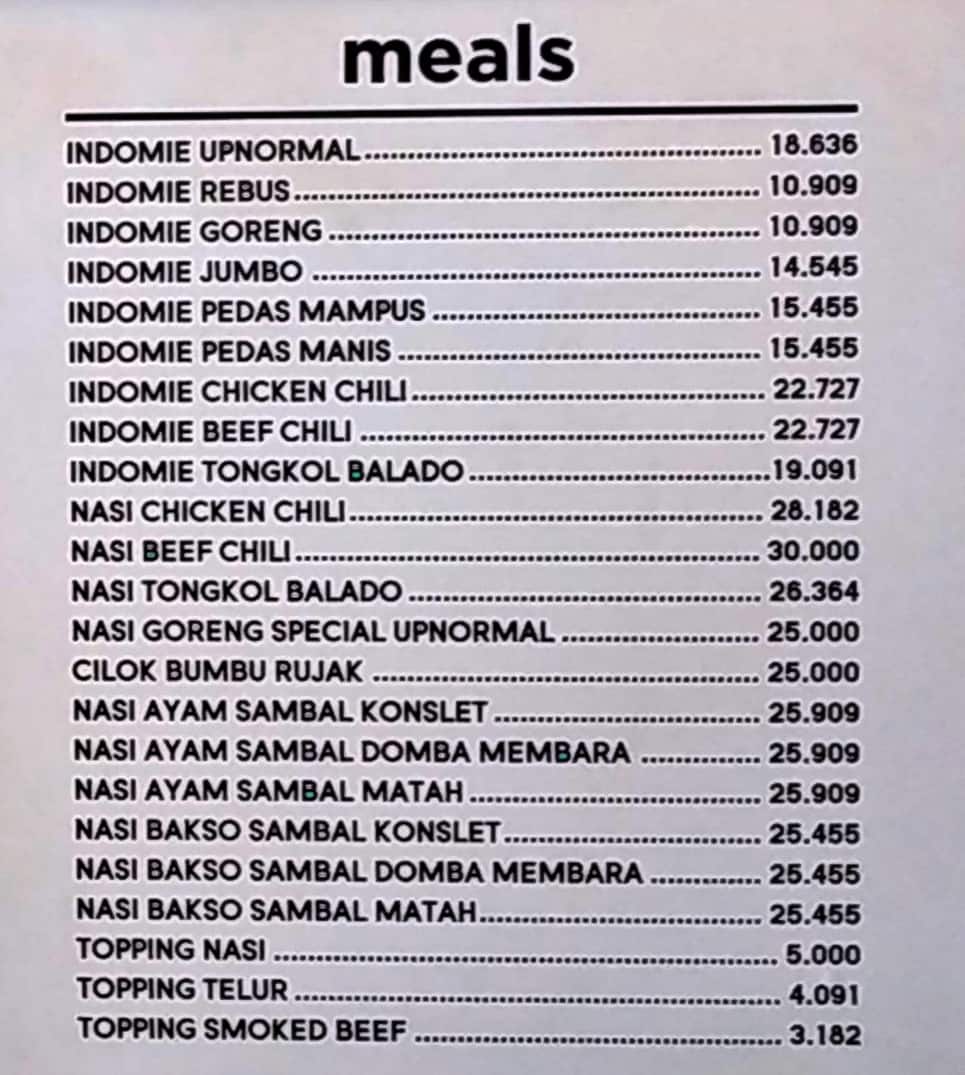 meals
INDOMIE UPNORMAL................................................ 18.636
INDOMIE REBUS......................................................... 10.909
INDOMIE GORENG.................................................... 10.909
INDOMIE JUMBO...................................................... 14.545
INDOMIE PEDAS MAMPUS........................................ 15.455
INDOMIE PEDAS MANIS............................................ 15.455
INDOMIE CHICKEN CHILI........................................... 22.727
INDOMIE BEEF CHILI................................................. 22.727
INDOMIE TONGKOL BALADO....................................19.091
NASI CHICKEN CHILI.................................................. 28.182
NASI BEEF CHILI........................................................ 30.000
NASI TONGKOL BALADO........................................... 26.364
NASI GORENG SPECIAL UPNORMAL........................ 25.000
CILOK BUMBU RUJAK............................................... 25.000
NASI AYAM SAMBAL KONSLET................................ 25.909
NASI AYAM SAMBAL DOMBA MEMBARA.............. 25.909
NASI AYAM SAMBAL MATAH................................... 25.909
NASI BAKSO SAMBAL KONSLET............................... 25.455
NASI BAKSO SAMBAL DOMBA MEMBARA............. 25.455
NASI BAKSO SAMBAL MATAH.................................. 25.455
TOPPING NASI............................................................. 5.000
TOPPING TELUR........................................................... 4.091
TOPPING SMOKED BEEF............................................. 3.182